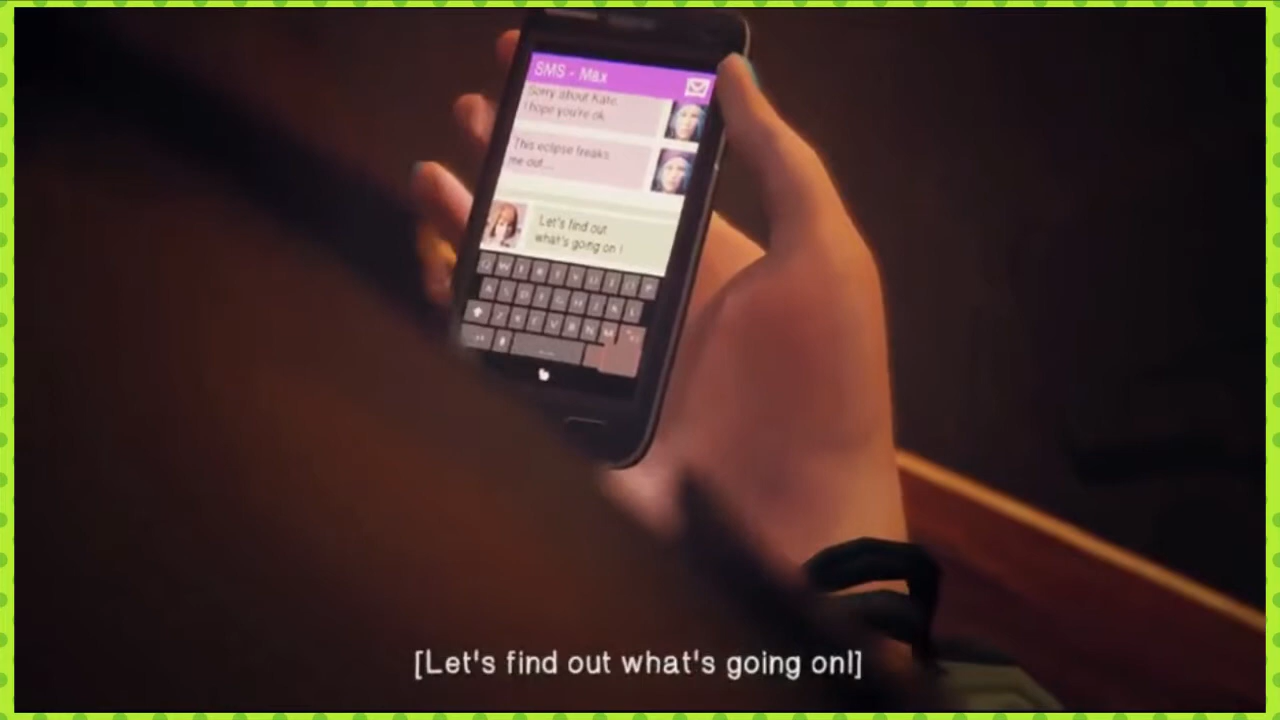 SMS - Max
Sorry about Kate.
I hope you're ok
This eclipse freaks
me out....
Let's find out
what's going on !
[Let's find out what's going on!]